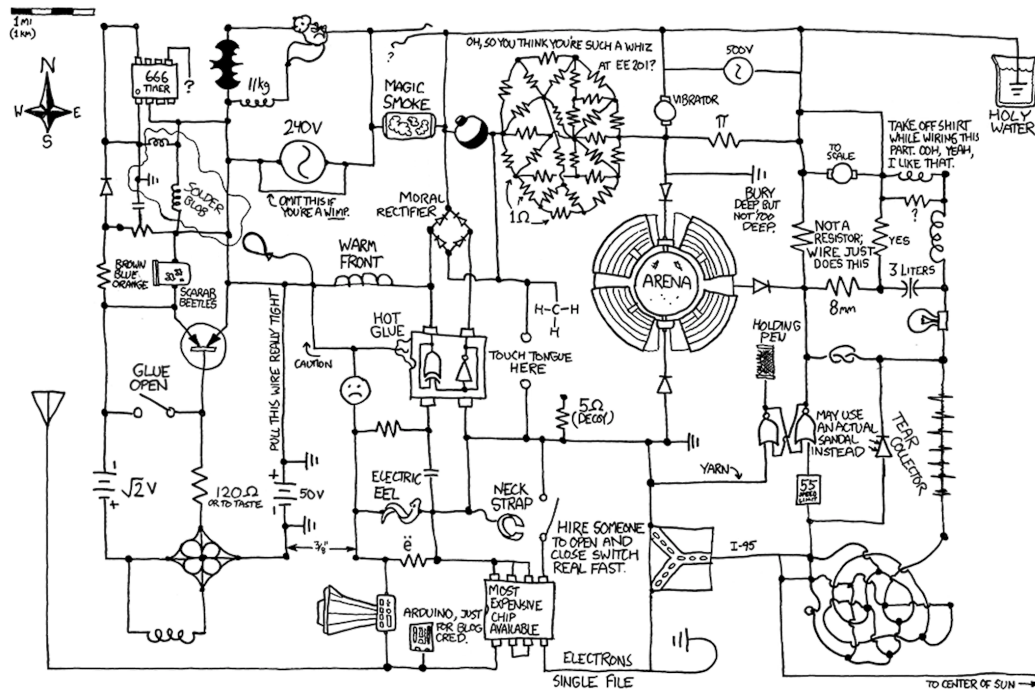 1 MI
(1 KM)
N
W E
S
666
TIMER
?
11kg
240V
OMIT THIS IF
YOU'RE A WIMP.
MAGIC
SMOKE
?
OH, SO YOU THINK YOU'RE SUCH A WHIZ
AT EE 201?
1Ω
500V
VIBRATOR
π
HOLY
WATER
TAKE OFF SHIRT
WHILE WIRING THIS
PART. OOH, YEAH,
I LIKE THAT.
TO
SCALE
?
BURY
DEEP BUT
NOT TOO
DEEP.
SOLDER
BLOB
MORAL
RECTIFIER
WARM
FRONT
ARENA
NOT A
RESISTOR;
WIRE JUST
DOES THIS
YES
3 LITERS
8mm
BROWN
BLUE
ORANGE
SCARAB
BEETLES
H-C-H
H
HOT
GLUE
CAUTION
TOUCH TONGUE
HERE
HOLDING
PEN
GLUE
OPEN
PULL THIS WIRE REALLY TIGHT
5Ω
(DECOY)
MAY USE
AN ACTUAL
SANDAL
INSTEAD
TEAR
COLLECTOR
YARN
√2 V
120Ω
OR TO TASTE
50V
ELECTRIC
EEL
NECK
STRAP
55
SPEED
LIMIT
HIRE SOMEONE
TO OPEN AND
CLOSE SWITCH
REAL FAST.
7/8"
ë
I-95
MOST
EXPENSIVE
CHIP
AVAILABLE
ARDUINO, JUST
FOR BLOG
CRED.
ELECTRONS
SINGLE FILE
TO CENTER OF SUN